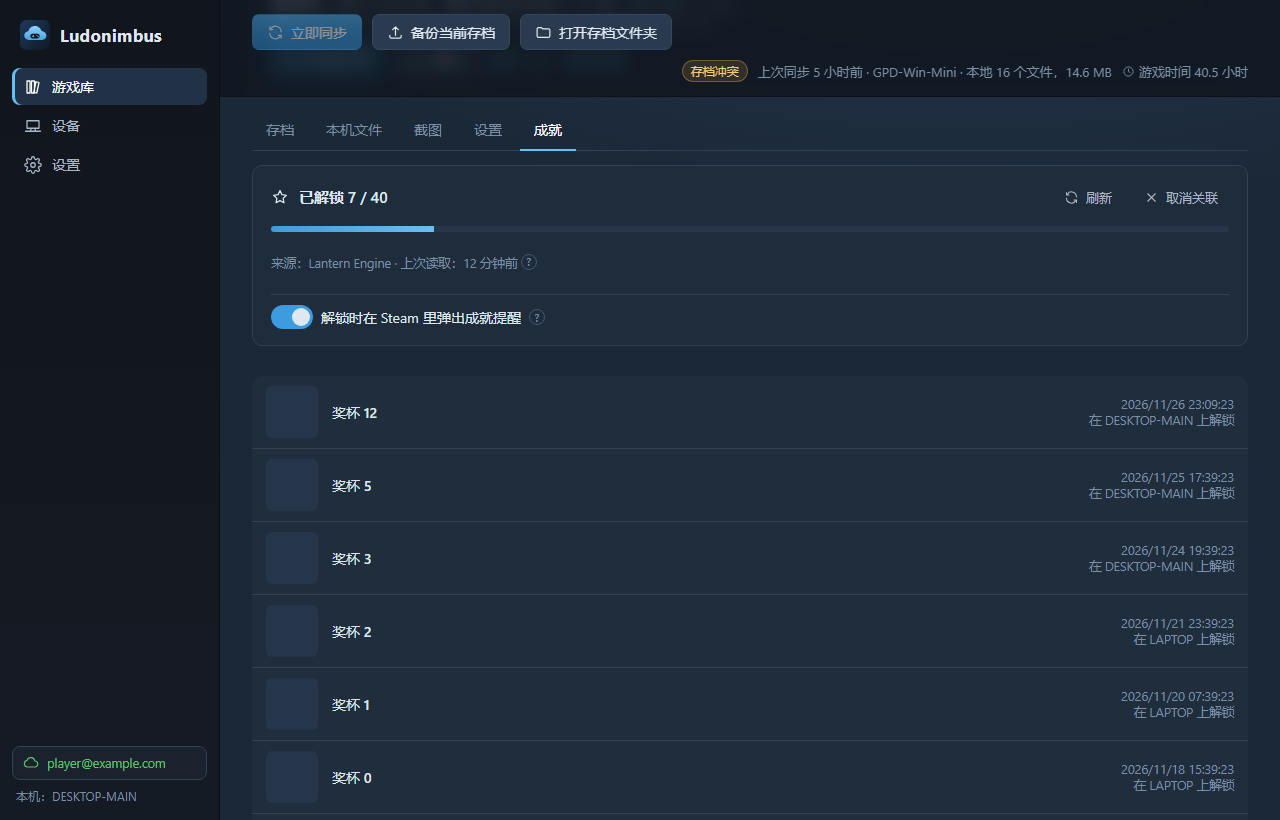 Ludonimbus
游戏库
设备
设置
player@example.com
本机：DESKTOP-MAIN
立即同步
备份当前存档
打开存档文件夹
存档冲突
上次同步 5 小时前 · GPD-Win-Mini · 本地 16 个文件，14.6 MB
游戏时间 40.5 小时
存档
本机文件
截图
设置
成就
已解锁 7 / 40
刷新
取消关联
来源：Lantern Engine · 上次读取：12 分钟前 ?
解锁时在 Steam 里弹出成就提醒 ?
奖杯 12
2026/11/26 23:09:23
在 DESKTOP-MAIN 上解锁
奖杯 5
2026/11/25 17:39:23
在 DESKTOP-MAIN 上解锁
奖杯 3
2026/11/24 19:39:23
在 DESKTOP-MAIN 上解锁
奖杯 2
2026/11/21 23:39:23
在 LAPTOP 上解锁
奖杯 1
2026/11/20 07:39:23
在 LAPTOP 上解锁
奖杯 0
2026/11/18 15:39:23
在 LAPTOP 上解锁